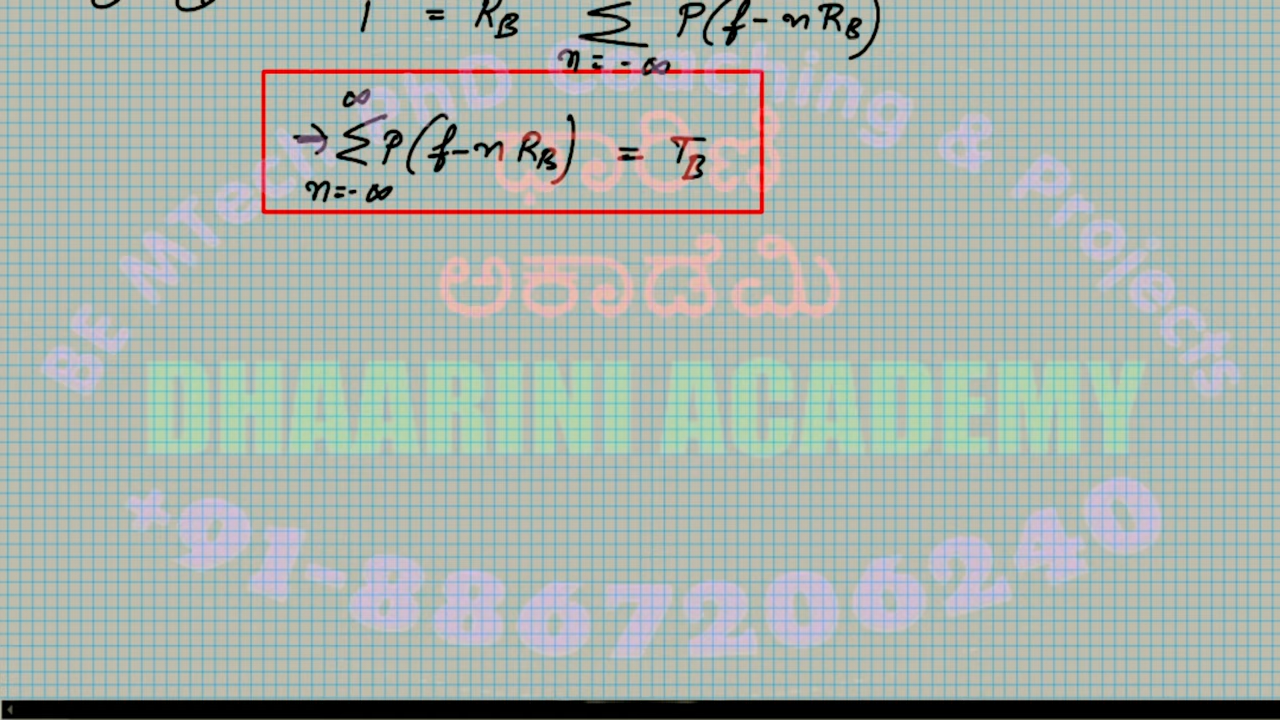 1 = R_B Σ P(f-nR_B)
n=-∞
∞
→ Σ P(f-nR_B) = T_B
n=-∞
BE MTech PhD Coaching & Projects
ಧಾರಿಣಿ
ಅಕಾಡೆಮಿ
DHAARINI ACADEMY
+91-8867206240